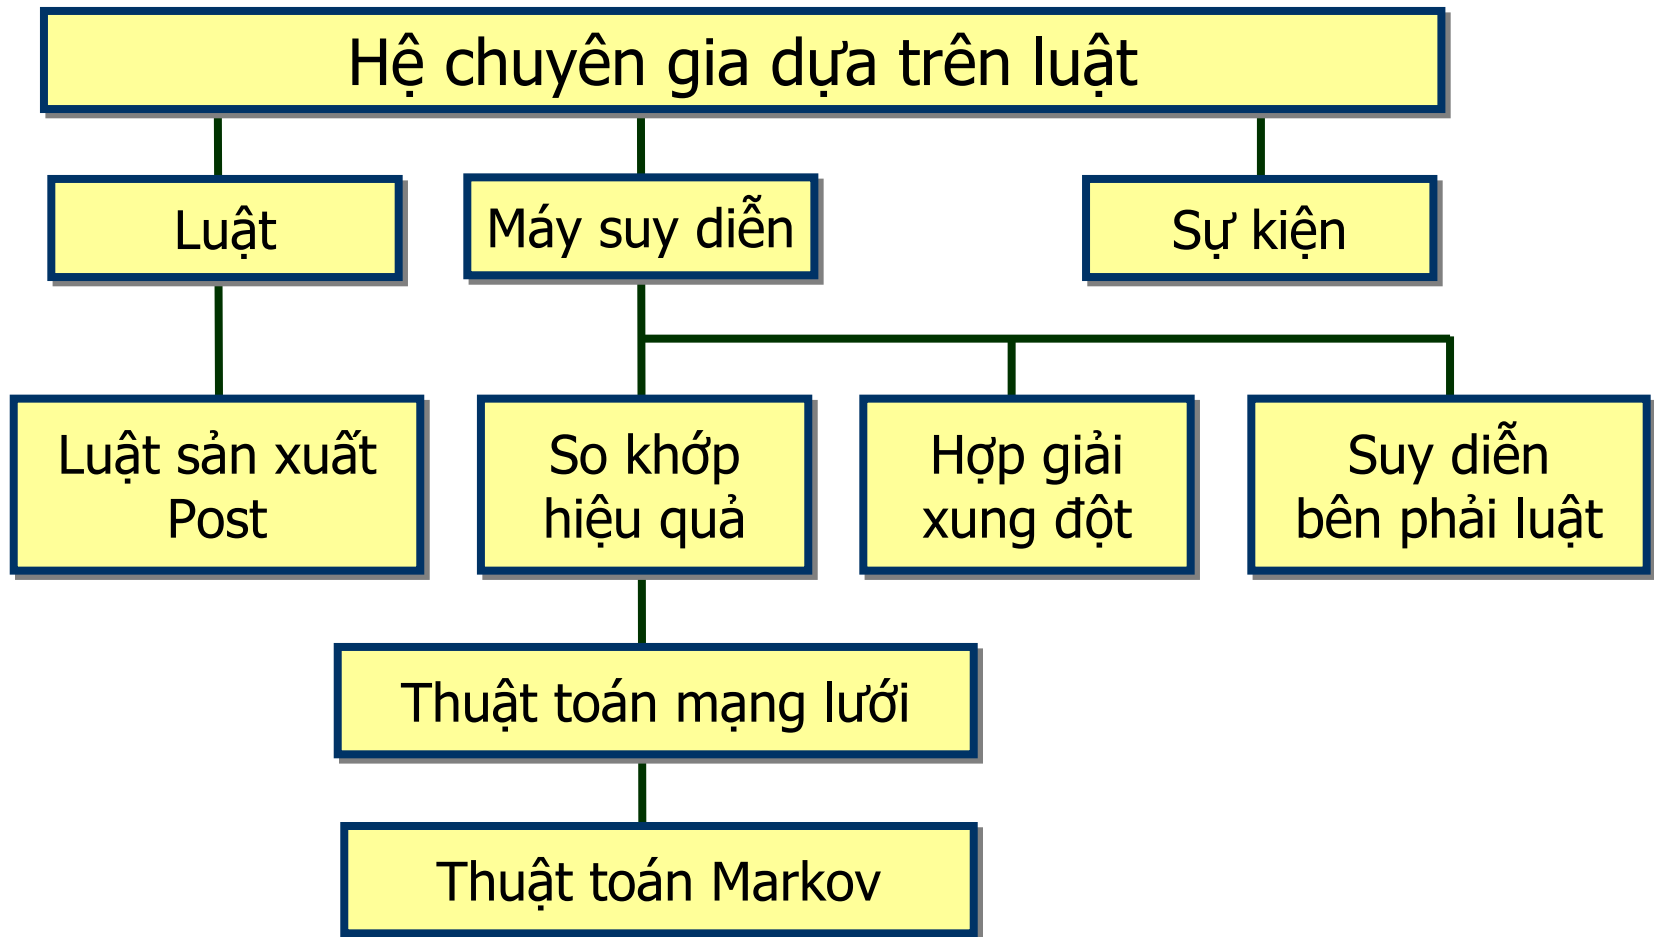 Hệ chuyên gia dựa trên luật
Luật
Máy suy diễn
Sự kiện
Luật sản xuất
Post
So khớp
hiệu quả
Hợp giải
xung đột
Suy diễn
bên phải luật
Thuật toán mạng lưới
Thuật toán Markov